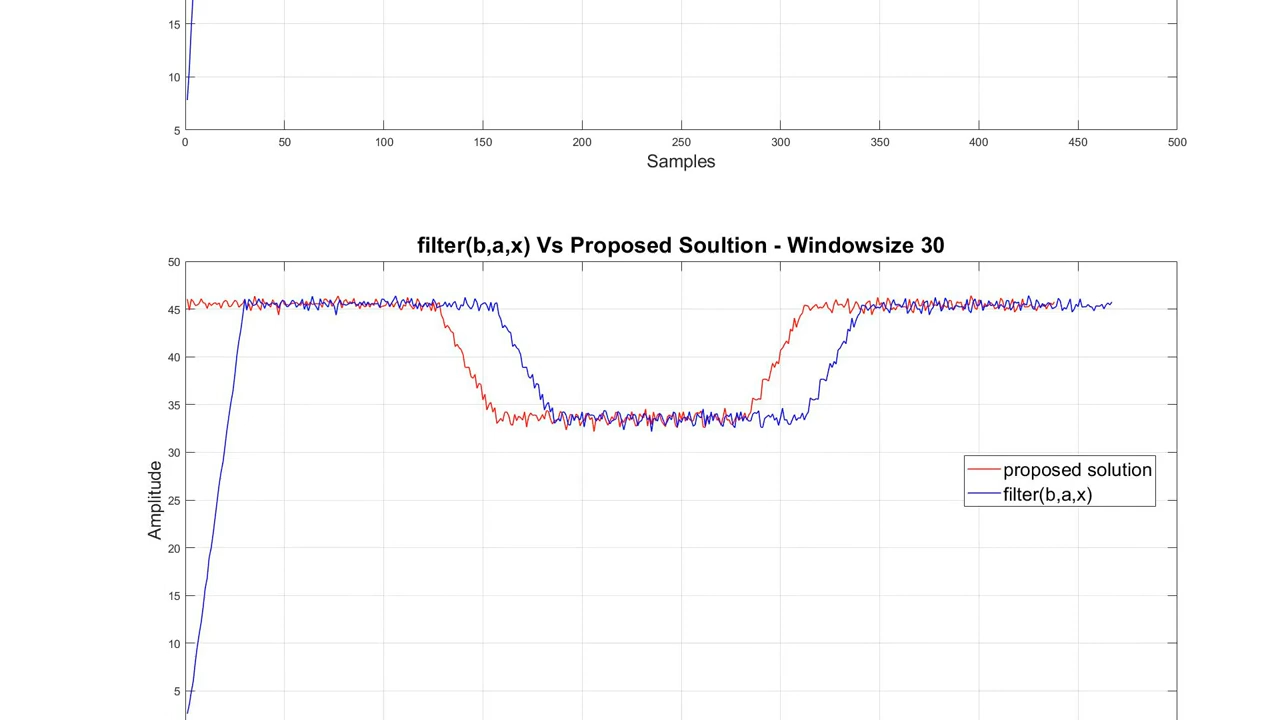 15
10
5
0 50 100 150 200 250 300 350 400 450 500
Samples
filter(b,a,x) Vs Proposed Soultion - Windowsize 30
50
45
40
35
30
25
20
15
10
5
Amplitude
proposed solution
filter(b,a,x)